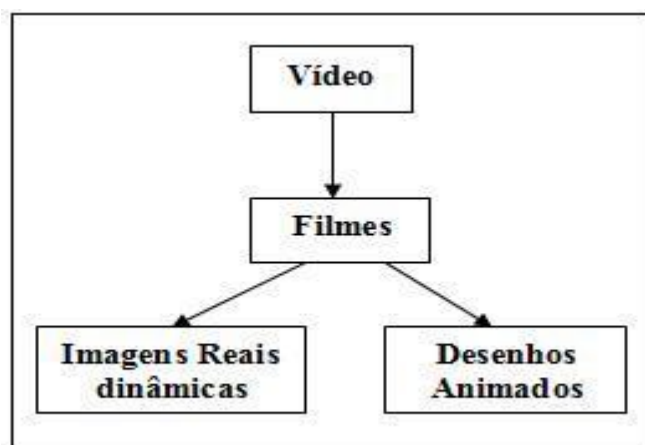 Vídeo
Filmes
Imagens Reais
dinâmicas
Desenhos
Animados